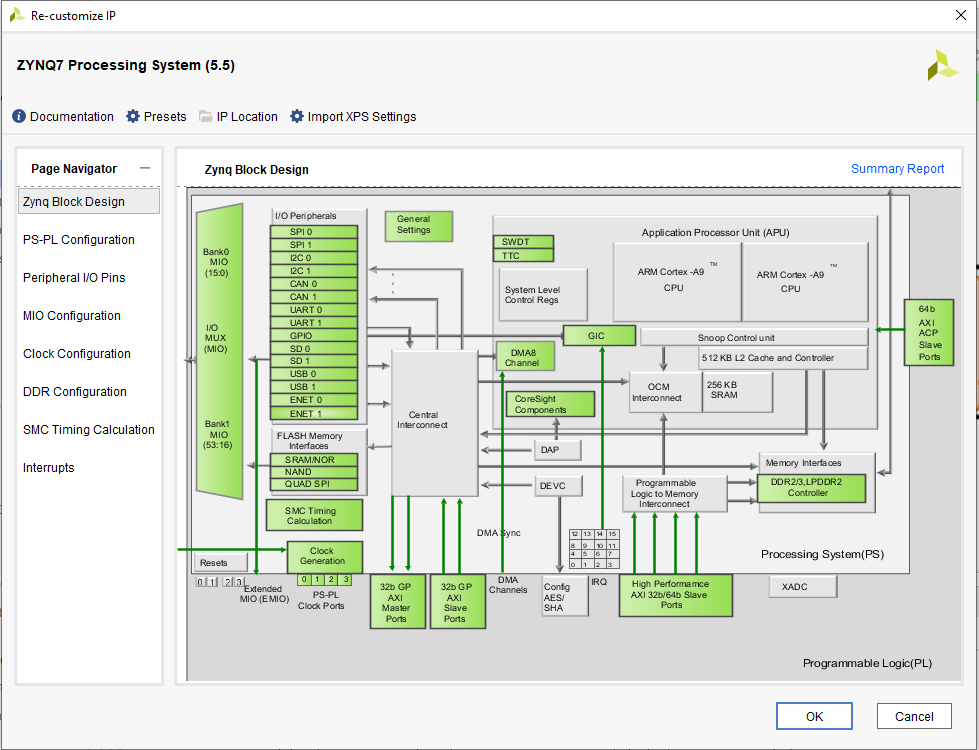 Re-customize IP
ZYNQ7 Processing System (5.5)
Documentation
Presets
IP Location
Import XPS Settings
Page Navigator
Zynq Block Design
PS-PL Configuration
Peripheral I/O Pins
MIO Configuration
Clock Configuration
DDR Configuration
SMC Timing Calculation
Interrupts
Zynq Block Design
Summary Report
Bank0
MIO
(15:0)
I/O
MUX
(MIO)
Bank1
MIO
(53:16)
I/O Peripherals
SPI 0
SPI 1
I2C 0
I2C 1
CAN 0
CAN 1
UART 0
UART 1
GPIO
SD 0
SD 1
USB 0
USB 1
ENET 0
ENET 1
FLASH Memory
Interfaces
SRAM/NOR
NAND
QUAD SPI
SMC Timing
Calculation
General
Settings
Application Processor Unit (APU)
SWDT
TTC
System Level
Control Regs
ARM Cortex -A9
TM
CPU
ARM Cortex -A9
TM
CPU
GIC
Snoop Control unit
512 KB L2 Cache and Controller
DMA8
Channel
OCM
Interconnect
256 KB
SRAM
CoreSight
Components
Central
Interconnect
DAP
DEVC
Memory Interfaces
DDR2/3,LPDDR2
Controller
Programmable
Logic to Memory
Interconnect
64b
AXI
ACP
Slave
Ports
DMA Sync
12 13 14 15
8 9 10 11
4 5 6 7
0 1 2 3
Processing System(PS)
Resets
0 1 2 3
Clock
Generation
0 1 2 3
Extended
MIO (EMIO)
PS-PL
Clock Ports
32b GP
AXI
Master
Ports
32b GP
AXI
Slave
Ports
DMA
Channels
Config
AES/
SHA
IRQ
High Performamce
AXI 32b/64b Slave
Ports
XADC
Programmable Logic(PL)
OK
Cancel